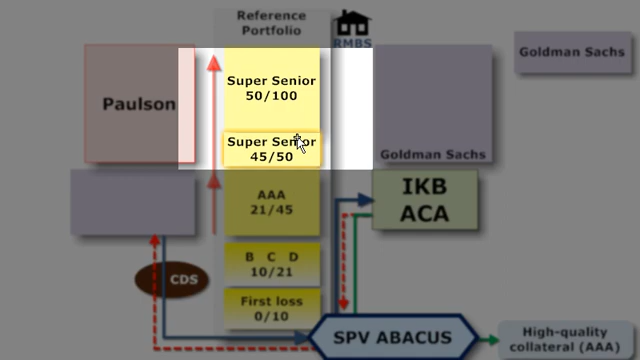 Reference
Portfolio
RMBS
Goldman Sachs
Paulson
Super Senior
50/100
Super Senior
45/50
Goldman Sachs
AAA
21/45
IKB
ACA
B C D
10/21
CDS
First loss
0/10
SPV ABACUS
High-quality
collateral (AAA)